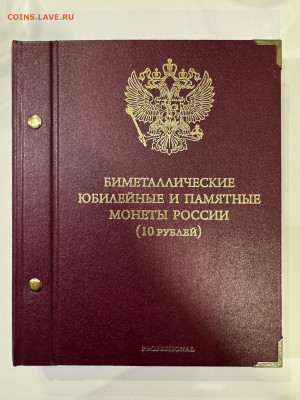 COINS.LAVE.RU
БИМЕТАЛЛИЧЕСКИЕ
ЮБИЛЕЙНЫЕ И ПАМЯТНЫЕ
МОНЕТЫ РОССИИ
(10 РУБЛЕЙ)
PROFESSIONAL